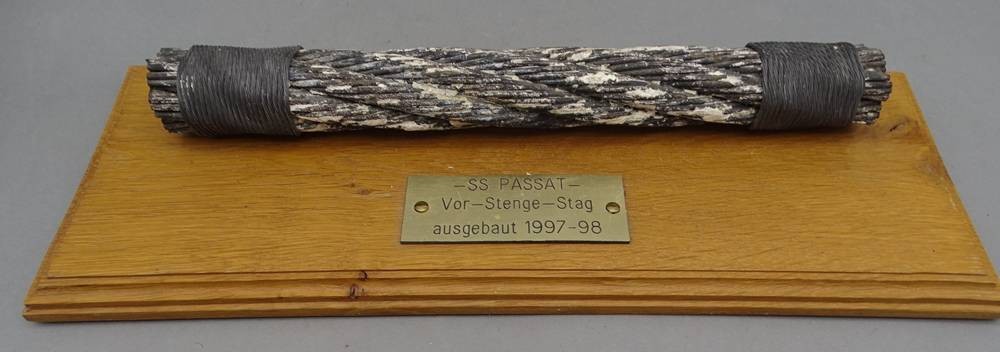 —SS PASSAT—
Vor—Stenge—Stag
ausgebaut 1997-98